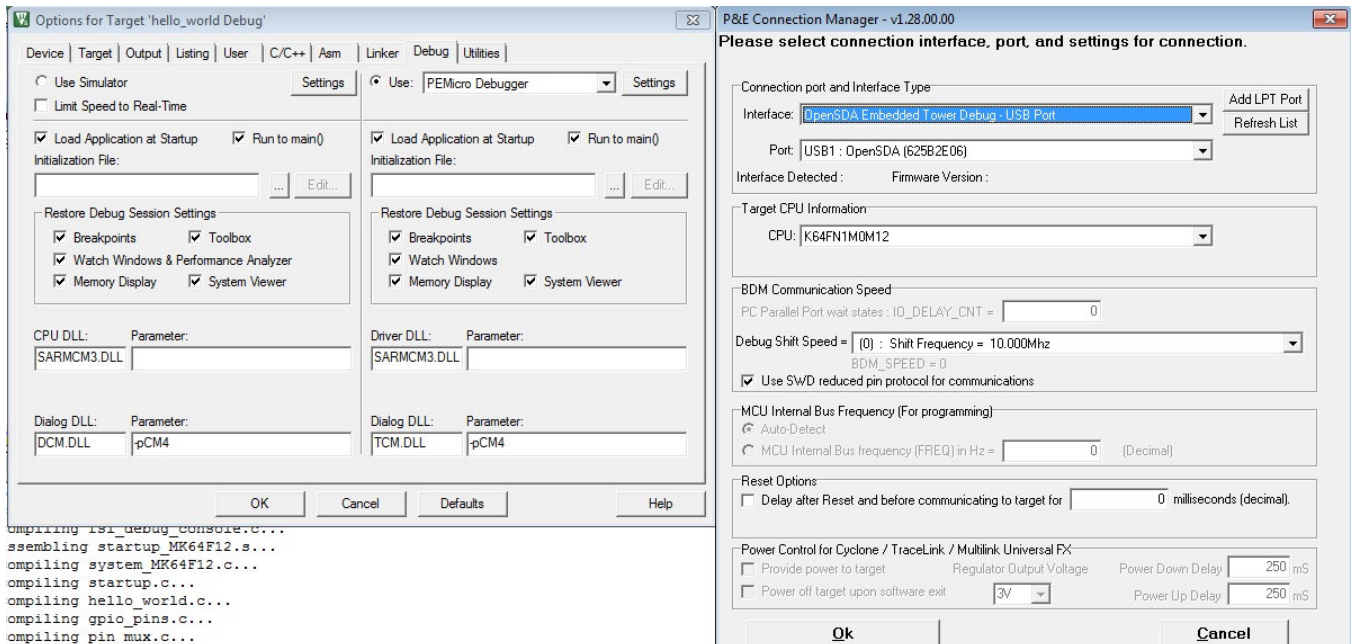 Options for Target 'hello_world Debug'
Device Target Output Listing User C/C++ Asm Linker Debug Utilities
Use Simulator Settings
Limit Speed to Real-Time
Use: PEMicro Debugger Settings
Load Application at Startup Run to main()
Initialization File:
... Edit...
Load Application at Startup Run to main()
Initialization File:
... Edit...
Restore Debug Session Settings
Breakpoints Toolbox
Watch Windows & Performance Analyzer
Memory Display System Viewer
Restore Debug Session Settings
Breakpoints Toolbox
Watch Windows
Memory Display System Viewer
CPU DLL: Parameter:
SARMCM3.DLL
Driver DLL: Parameter:
SARMCM3.DLL
Dialog DLL: Parameter:
DCM.DLL -pCM4
Dialog DLL: Parameter:
TCM.DLL -pCM4
OK Cancel Defaults Help
ompiling fsl_debug_console.c...
ssembling startup_MK64F12.s...
ompiling system_MK64F12.c...
ompiling startup.c...
ompiling hello_world.c...
ompiling gpio_pins.c...
ompiling pin_mux.c...
P&E Connection Manager - v1.28.00.00
Please select connection interface, port, and settings for connection.
Connection port and Interface Type
Interface: OpenSDA Embedded Tower Debug - USB Port
Add LPT Port
Refresh List
Port: USB1 : OpenSDA (625B2E06)
Interface Detected : Firmware Version :
Target CPU Information
CPU: K64FN1M0M12
BDM Communication Speed
PC Parallel Port wait states : IO_DELAY_CNT = 0
Debug Shift Speed = (0) : Shift Frequency = 10.000Mhz
BDM_SPEED = 0
Use SWD reduced pin protocol for communications
MCU Internal Bus Frequency (For programming)
Auto-Detect
MCU Internal Bus frequency (FREQ) in Hz = 0 (Decimal)
Reset Options
Delay after Reset and before communicating to target for 0 milliseconds (decimal).
Power Control for Cyclone / TraceLink / Multilink Universal FX
Provide power to target Regulator Output Voltage Power Down Delay 250 mS
Power off target upon software exit 3V Power Up Delay 250 mS
Ok Cancel